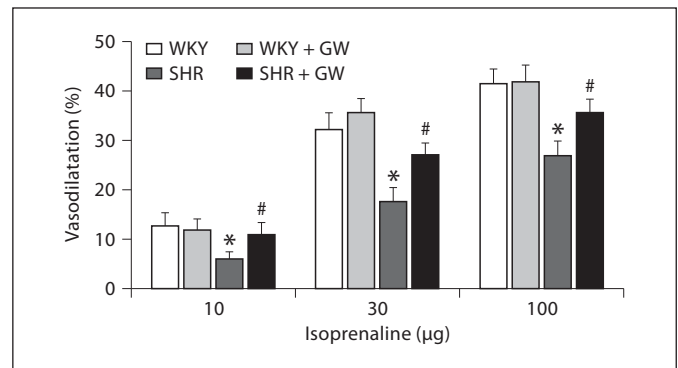 50
40
30
20
10
0
Vasodilatation (%)
WKY
WKY + GW
SHR
SHR + GW
*
#
*
#
*
#
10
30
100
Isoprenaline (μg)